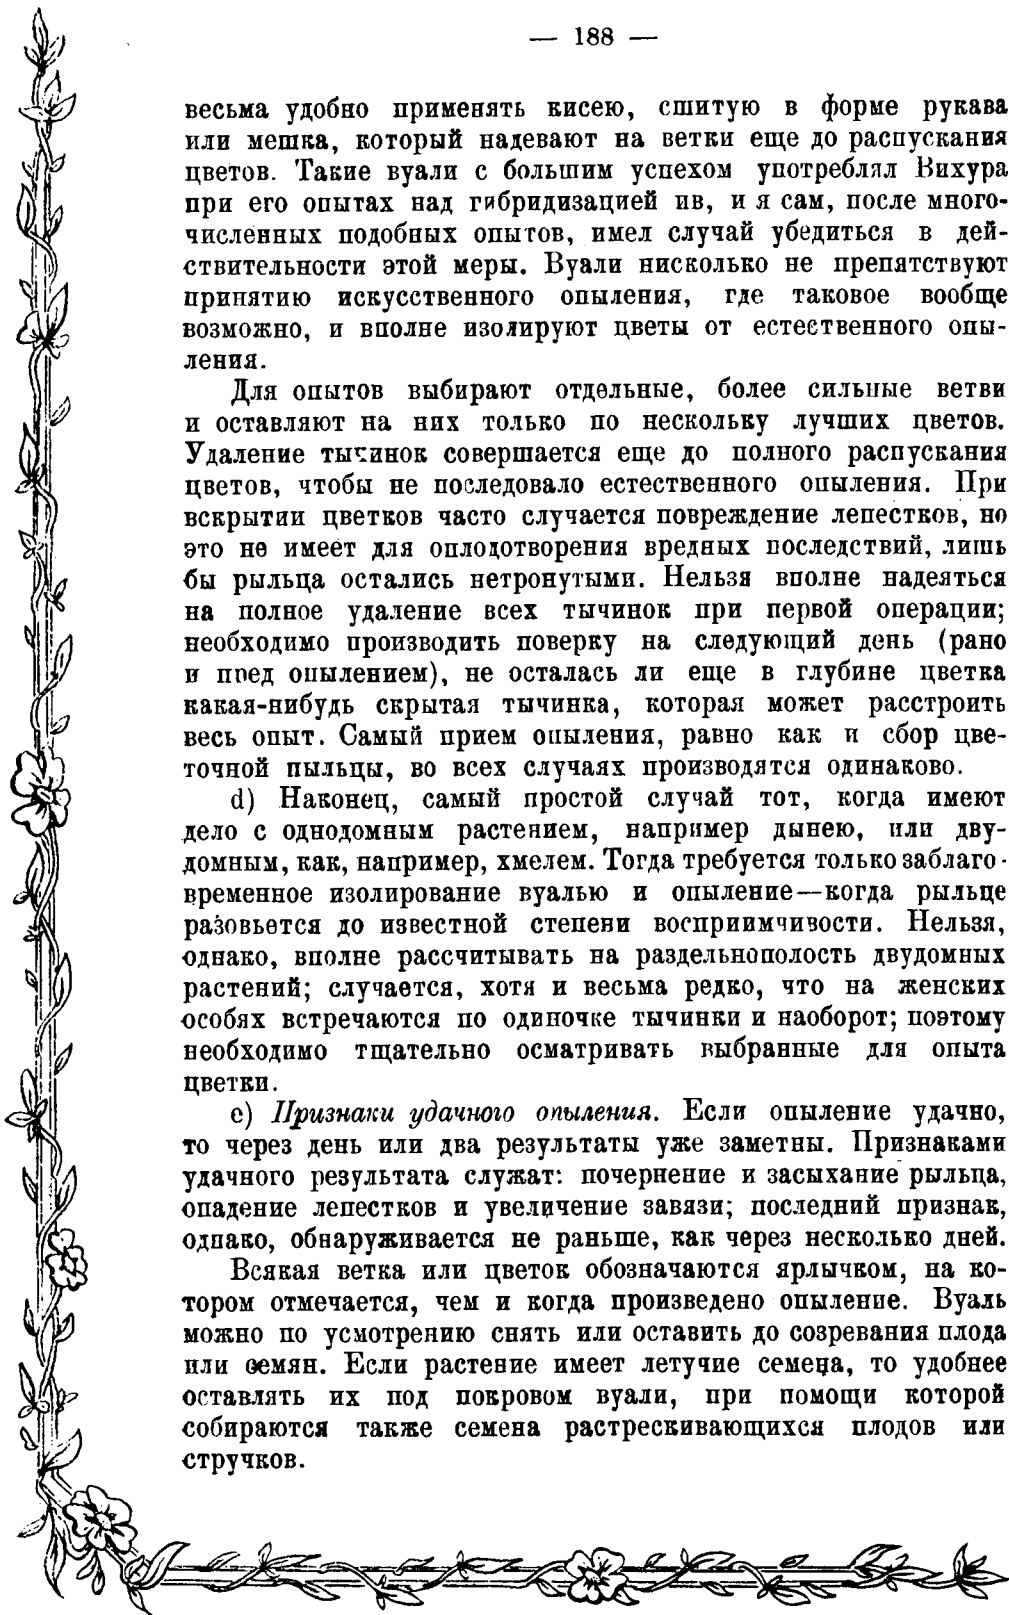 — 188 —
весьма удобно применять кисею, сшитую в форме рукава
или мешка, который надевают на ветки еще до распускания
цветов. Такие вуали с большим успехом употреблял Вихура
при его опытах над гибридизацией ив, и я сам, после много-
численных подобных опытов, имел случай убедиться в дей-
ствительности этой меры. Вуали нисколько не препятствуют
принятию искусственного опыления, где таковое вообще
возможно, и вполне изолируют цветы от естественного опы-
ления.
Для опытов выбирают отдельные, более сильные ветви
и оставляют на них только по нескольку лучших цветов.
Удаление тычинок совершается еще до полного распускания
цветов, чтобы не последовало естественного опыления. При
вскрытии цветков часто случается повреждение лепестков, но
это не имеет для оплодотворения вредных последствий, лишь
бы рыльца остались нетронутыми. Нельзя вполне надеяться
на полное удаление всех тычинок при первой операции;
необходимо производить поверку на следующий день (рано
и пред опылением), не осталась ли еще в глубине цветка
какая-нибудь скрытая тычинка, которая может расстроить
весь опыт. Самый прием опыления, равно как и сбор цве-
точной пыльцы, во всех случаях производятся одинаково.
d) Наконец, самый простой случай тот, когда имеют
дело с однодомным растением, например дынею, или дву-
домным, как, например, хмелем. Тогда требуется только заблаго-
временное изолирование вуалью и опыление—когда рыльце
разовьется до известной степени восприимчивости. Нельзя,
однако, вполне рассчитывать на раздельнополость двудомных
растений; случается, хотя и весьма редко, что на женских
особях встречаются по одиночке тычинки и наоборот; поэтому
необходимо тщательно осматривать выбранные для опыта
цветки.
е) Признаки удачного опыления. Если опыление удачно,
то через день или два результаты уже заметны. Признаками
удачного результата служат: почернение и засыхание рыльца,
опадение лепестков и увеличение завязи; последний признак,
однако, обнаруживается не раньше, как через несколько дней.
Всякая ветка или цветок обозначаются ярлычком, на ко-
тором отмечается, чем и когда произведено опыление. Вуаль
можно по усмотрению снять или оставить до созревания плода
или семян. Если растение имеет летучие семена, то удобнее
оставлять их под покровом вуали, при помощи которой
собираются также семена растрескивающихся плодов или
стручков.